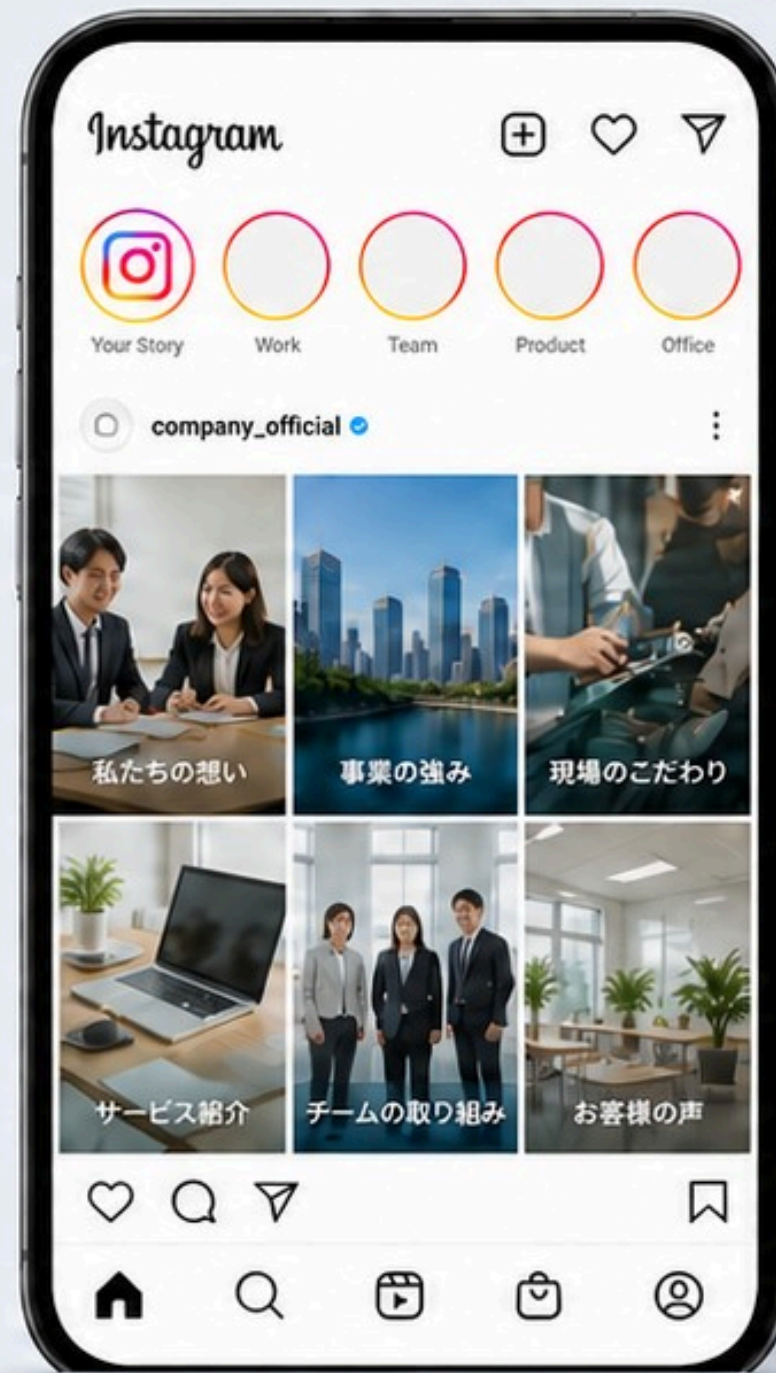 Instagram
Your Story
Work
Team
Product
Office
company_official
私たちの想い
事業の強み
現場のこだわり
サービス紹介
チームの取り組み
お客様の声